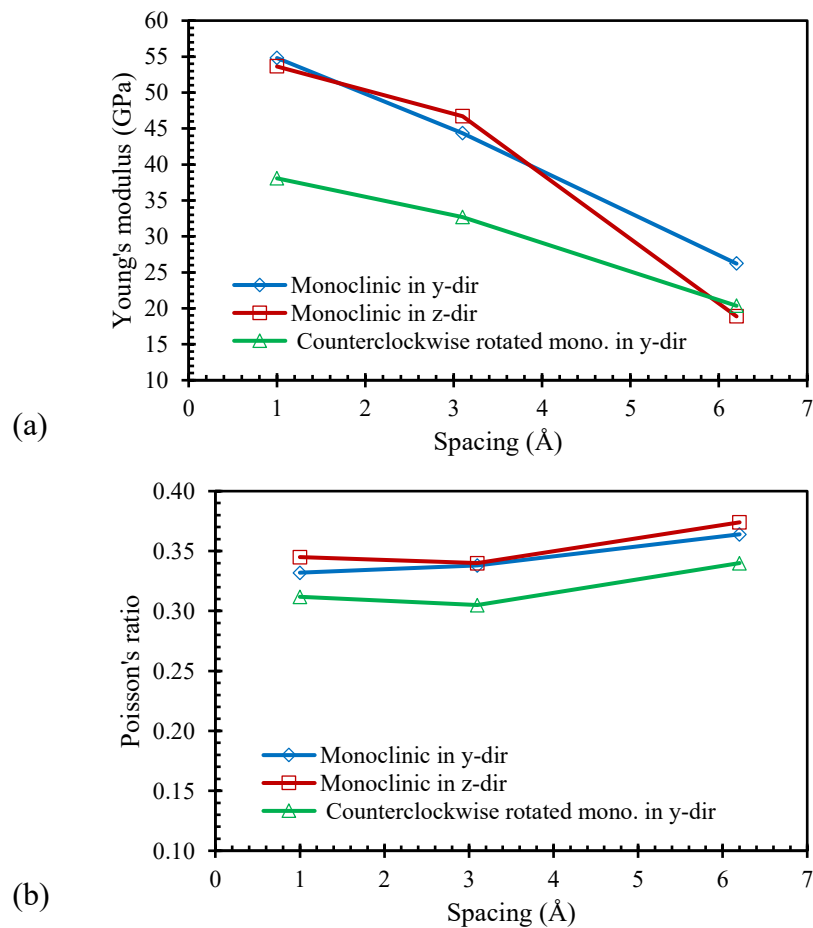 60
55
50
45
40
35
30
25
20
15
10
Young's modulus (GPa)
Monoclinic in y-dir
Monoclinic in z-dir
Counterclockwise rotated mono. in y-dir
0 1 2 3 4 5 6 7
Spacing (Å)
(a)
0.40
0.35
0.30
0.25
0.20
0.15
0.10
Poisson's ratio
Monoclinic in y-dir
Monoclinic in z-dir
Counterclockwise rotated mono. in y-dir
0 1 2 3 4 5 6 7
Spacing (Å)
(b)